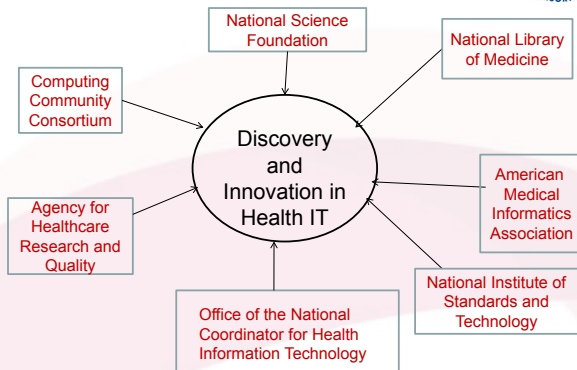 National Science
Foundation
National Library
of Medicine
Computing
Community
Consortium
Discovery
and
Innovation in
Health IT
American
Medical
Informatics
Association
Agency for
Healthcare
Research and
Quality
National Institute of
Standards and
Technology
Office of the National
Coordinator for Health
Information Technology